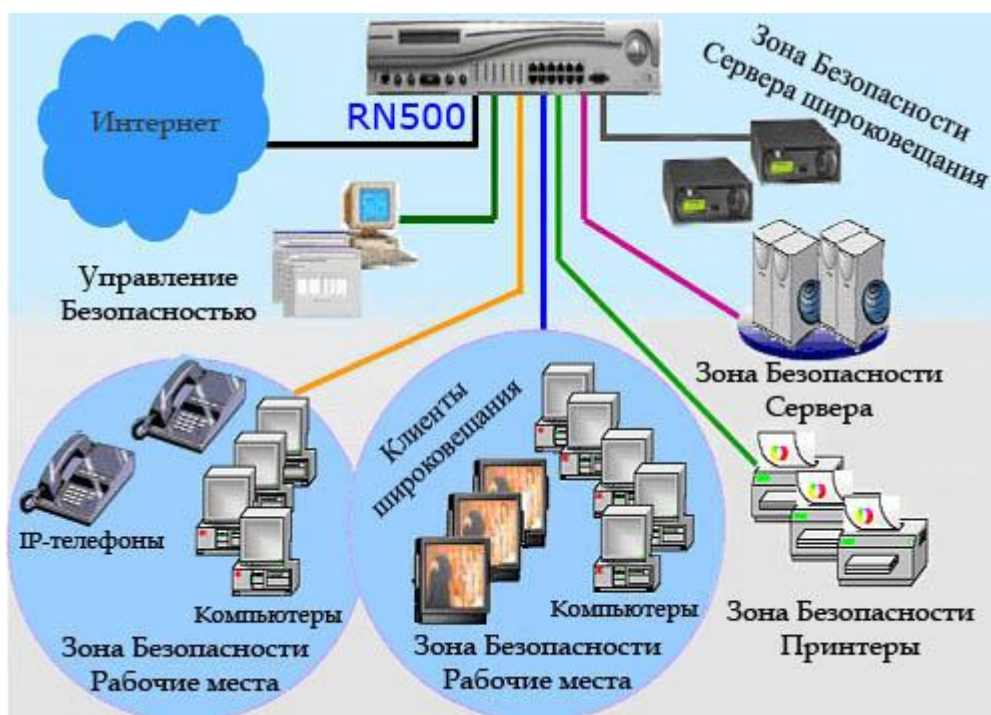 Зона Безопасности
Сервера широковещания
RN500
Интернет
Управление
Безопасностью
Зона Безопасности
Сервера
Клиенты
широковещания
IP-телефоны
Компьютеры
Зона Безопасности
Рабочие места
Компьютеры
Зона Безопасности
Рабочие места
Зона Безопасности
Принтеры